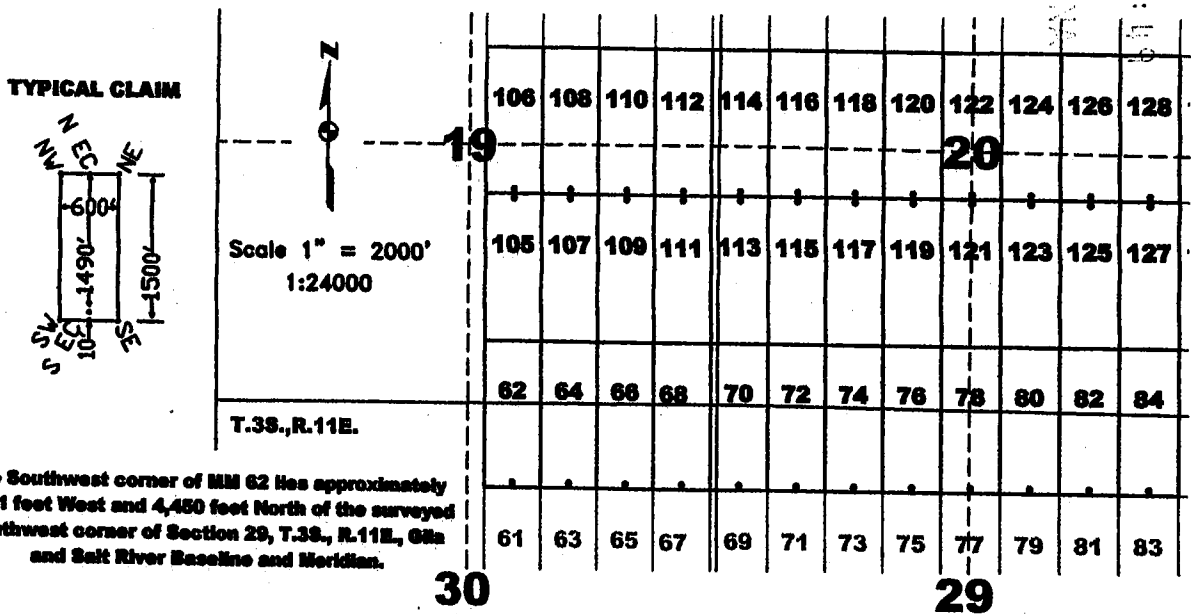 TYPICAL CLAIM
N EC
NW
NE
600'
1490'
1500'
10'
SW
S EC
SE
N
Scale 1" = 2000'
1:24000
T.3S.,R.11E.
Southwest corner of MM 62 lies approximately
1 feet West and 4,450 feet North of the surveyed
thwest corner of Section 29, T.3S., R.11E., Gila
and Salt River Baseline and Meridian.
106 108 110 112 114 116 118 120 122 124 126 128
19 20
105 107 109 111 113 115 117 119 121 123 125 127
62 64 66 68 70 72 74 76 78 80 82 84
61 63 65 67 69 71 73 75 77 79 81 83
30 29